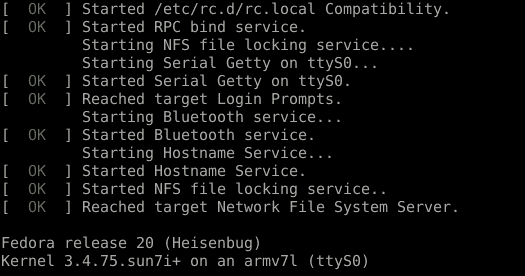 [  OK  ] Started /etc/rc.d/rc.local Compatibility.
[  OK  ] Started RPC bind service.
         Starting NFS file locking service....
         Starting Serial Getty on ttyS0...
[  OK  ] Started Serial Getty on ttyS0.
[  OK  ] Reached target Login Prompts.
         Starting Bluetooth service...
[  OK  ] Started Bluetooth service.
         Starting Hostname Service...
[  OK  ] Started Hostname Service.
[  OK  ] Started NFS file locking service..
[  OK  ] Reached target Network File System Server.
Fedora release 20 (Heisenbug)
Kernel 3.4.75.sun7i+ on an armv7l (ttyS0)